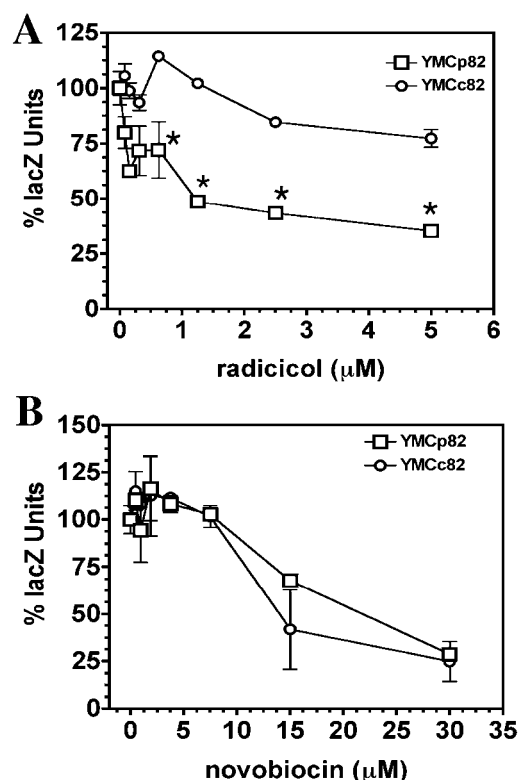 A
125
100
75
50
25
0
% lacZ Units
YMCp82
YMCc82
*
*
*
*
0 1 2 3 4 5 6
radicicol (μM)
B
150
125
100
75
50
25
0
% lacZ Units
YMCp82
YMCc82
0 5 10 15 20 25 30 35
novobiocin (μM)